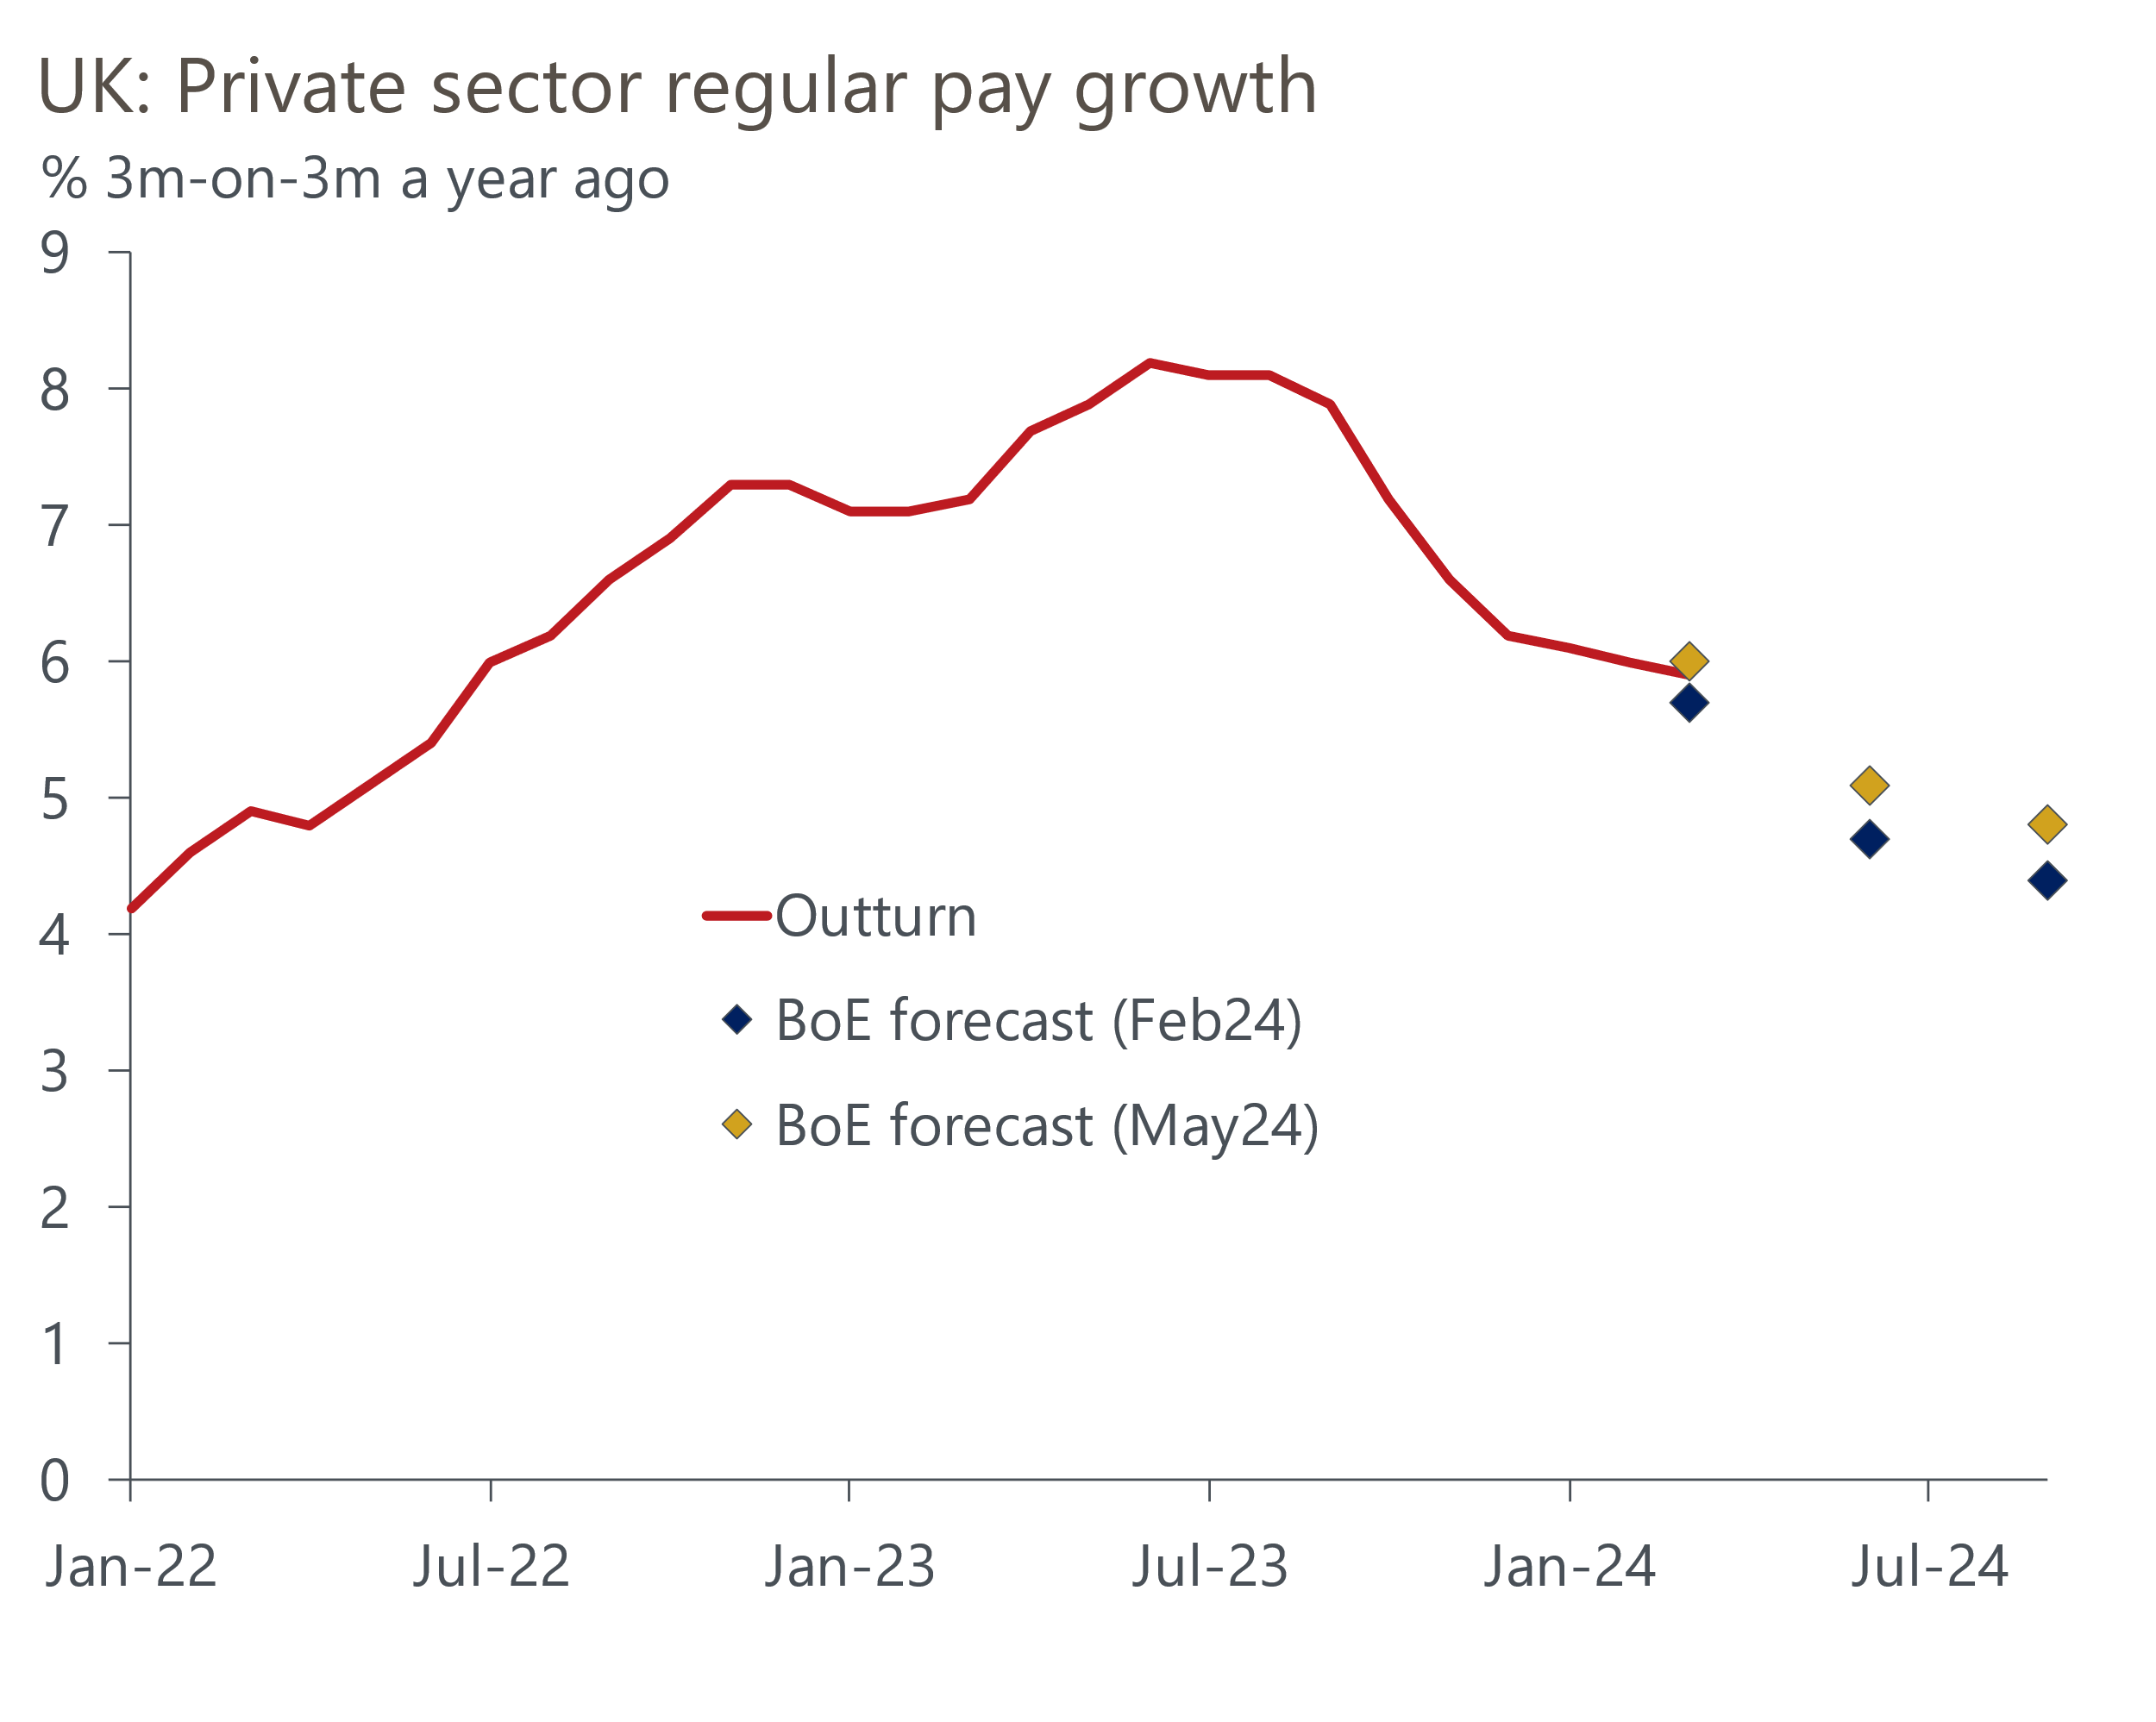 UK: Private sector regular pay growth
% 3m-on-3m a year ago
9
8
7
6
5
4
3
2
1
0
Outturn
BoE forecast (Feb24)
BoE forecast (May24)
Jan-22 Jul-22 Jan-23 Jul-23 Jan-24 Jul-24